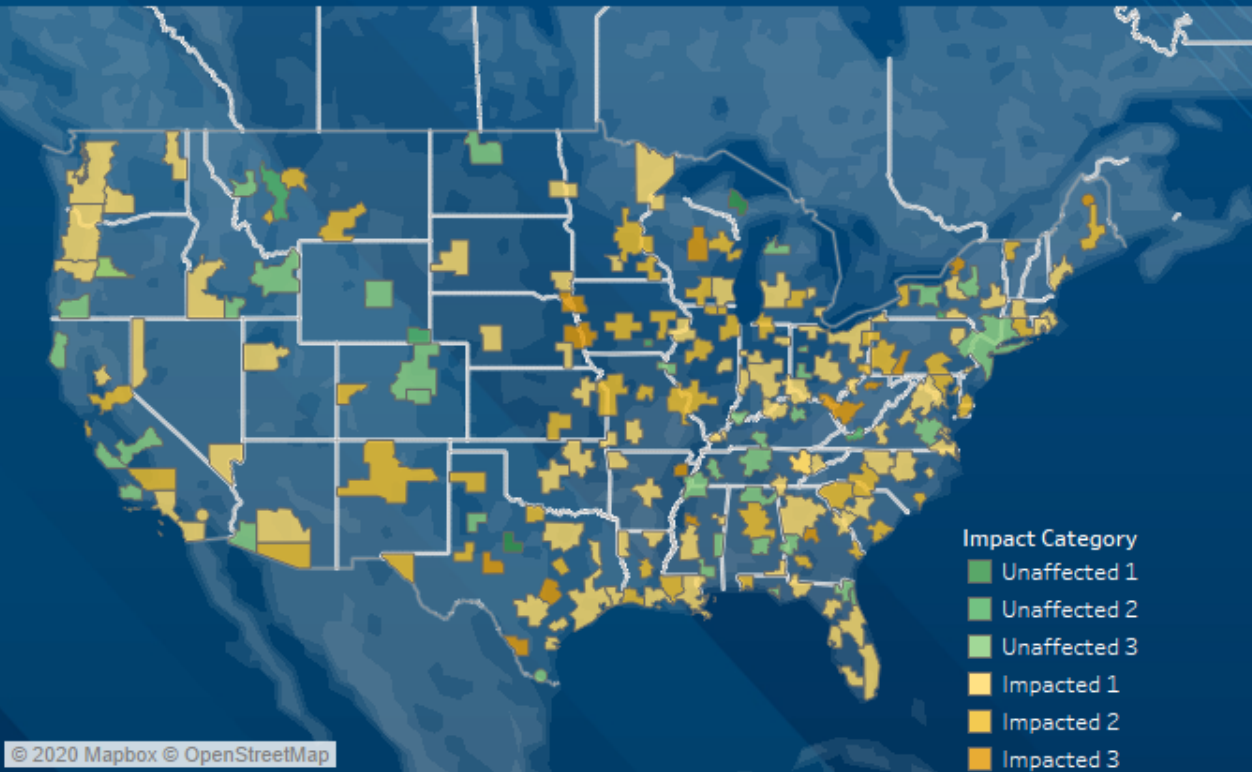 Impact Category
Unaffected 1
Unaffected 2
Unaffected 3
Impacted 1
Impacted 2
Impacted 3
© 2020 Mapbox © OpenStreetMap